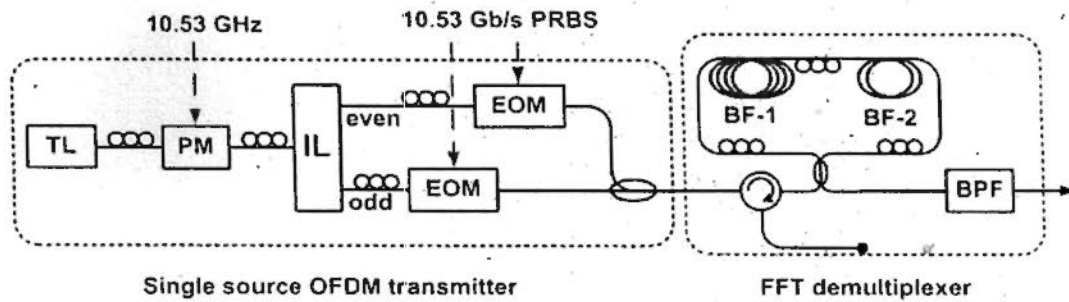 10.53 GHz
10.53 Gb/s PRBS
TL
PM
IL
even
EOM
odd
EOM
BF-1
BF-2
BPF
Single source OFDM transmitter
FFT demultiplexer